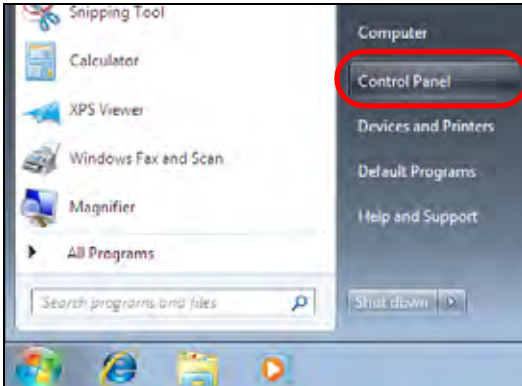 Snipping Tool
Calculator
XPS Viewer
Windows Fax and Scan
Magnifier
All Programs
Search programs and files
Computer
Control Panel
Devices and Printers
Default Programs
Help and Support
Shut down